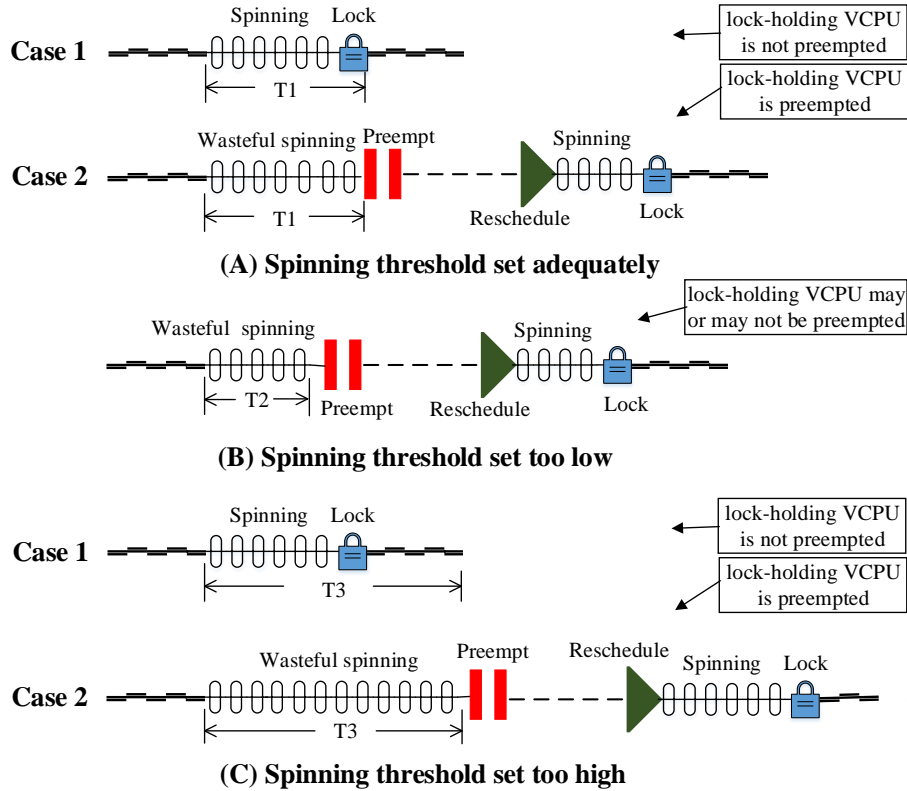 Spinning Lock
lock-holding VCPU
is not preempted
Case 1
T1
lock-holding VCPU
is preempted
Wasteful spinning Preempt Spinning
Case 2
T1 Reschedule Lock
(A) Spinning threshold set adequately
lock-holding VCPU may
or may not be preempted
Wasteful spinning Spinning
T2 Preempt Reschedule Lock
(B) Spinning threshold set too low
Spinning Lock
lock-holding VCPU
is not preempted
Case 1
T3
lock-holding VCPU
is preempted
Wasteful spinning Preempt Reschedule Spinning Lock
Case 2
T3
(C) Spinning threshold set too high